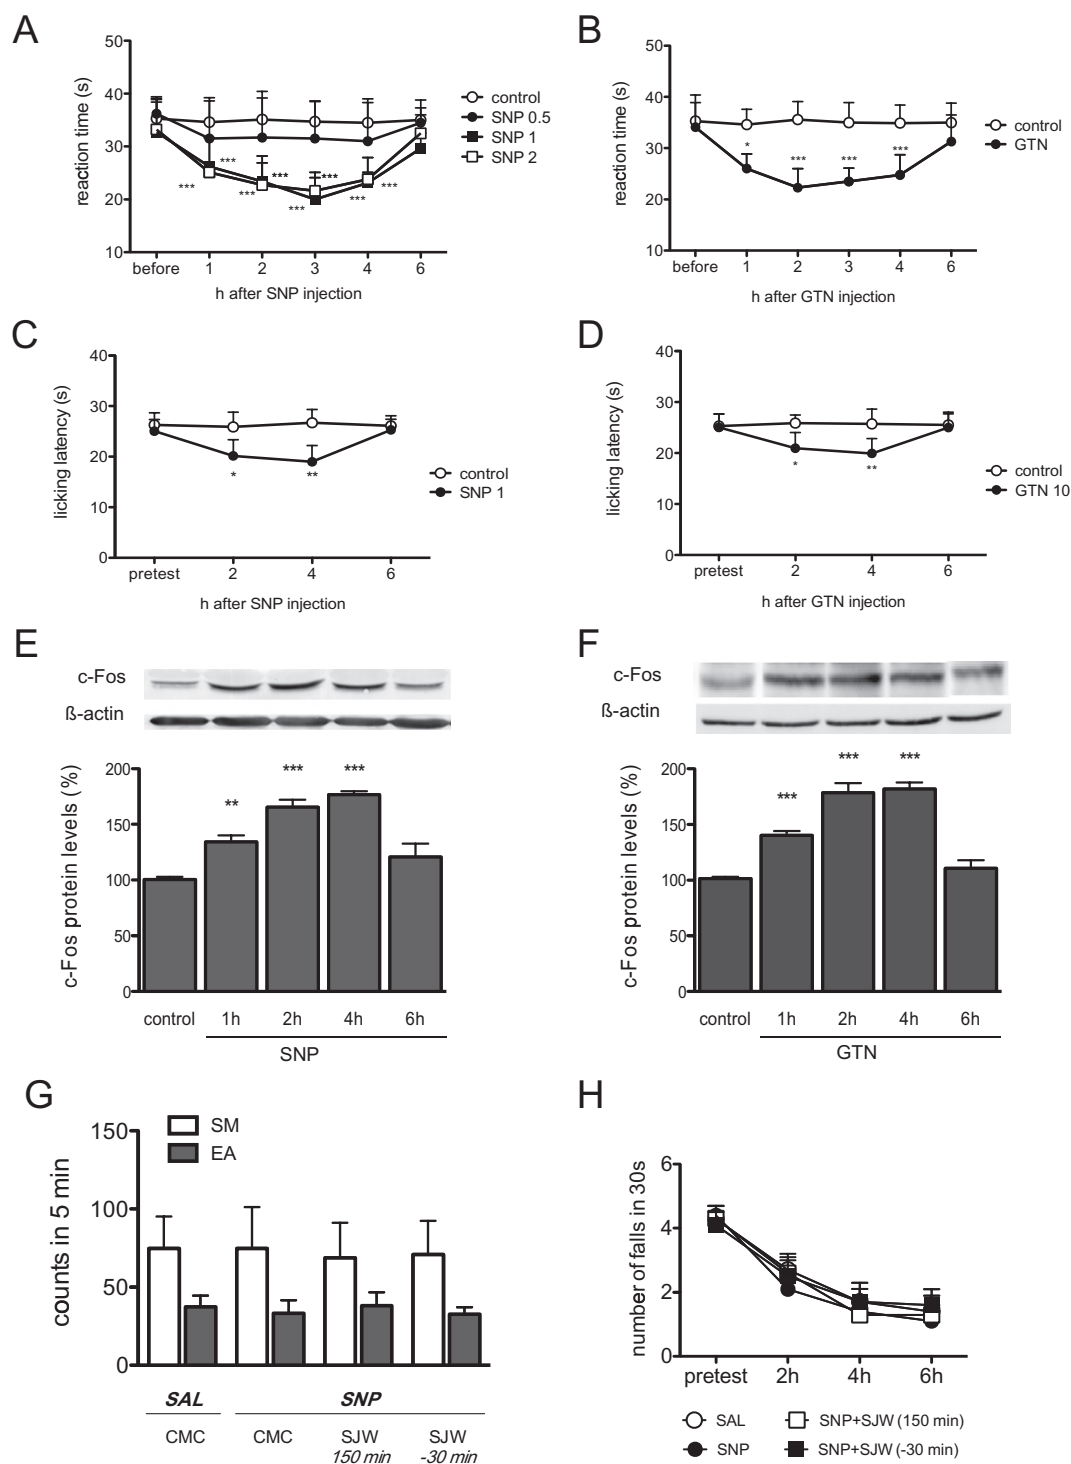 A
reaction time (s)
50
40
30
20
10
*** *** *** *** *** *** *** ***
before 1 2 3 4 6
h after SNP injection
control
SNP 0.5
SNP 1
SNP 2
B
reaction time (s)
50
40
30
20
10
* *** *** ***
before 1 2 3 4 6
h after GTN injection
control
GTN
C
licking latency (s)
40
30
20
10
0
* **
pretest 2 4 6
h after SNP injection
control
SNP 1
D
licking latency (s)
40
30
20
10
0
* **
pretest 2 4 6
h after GTN injection
control
GTN 10
E
c-Fos
ß-actin
c-Fos protein levels (%)
200
150
100
50
0
** *** ***
control 1h 2h 4h 6h
SNP
F
c-Fos
ß-actin
c-Fos protein levels (%)
200
150
100
50
0
*** *** ***
control 1h 2h 4h 6h
GTN
G
counts in 5 min
150
100
50
0
SM
EA
SAL SNP
CMC CMC SJW SJW
150 min -30 min
H
number of falls in 30s
6
4
2
0
pretest 2h 4h 6h
SAL SNP+SJW (150 min)
SNP SNP+SJW (-30 min)